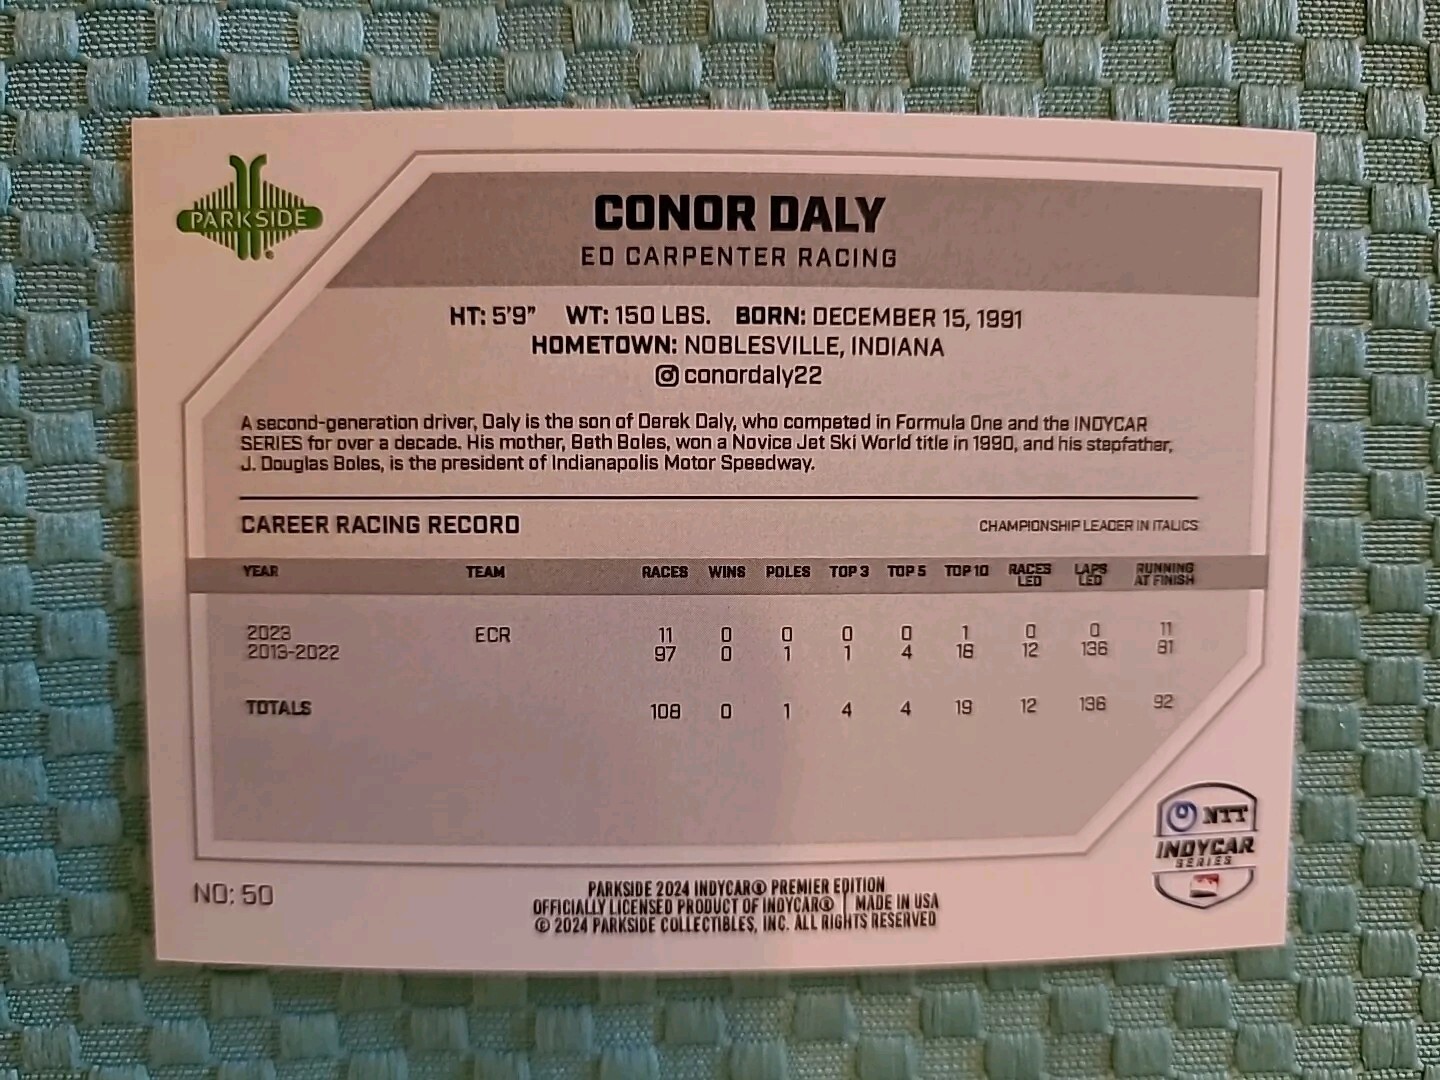 PARKSIDE
CONOR DALY
ED CARPENTER RACING
HT: 5'9" WT: 150 LBS. BORN: DECEMBER 15, 1991
HOMETOWN: NOBLESVILLE, INDIANA
conordaly22
A second-generation driver, Daly is the son of Derek Daly, who competed in Formula One and the INDYCAR
SERIES for over a decade. His mother, Beth Boles, won a Novice Jet Ski World title in 1990, and his stepfather,
J. Douglas Boles, is the president of Indianapolis Motor Speedway.
CAREER RACING RECORD CHAMPIONSHIP LEADER IN ITALICS
YEAR TEAM RACES WINS POLES TOP 3 TOP 5 TOP 10 RACES LED LAPS LED RUNNING AT FINISH
2023 ECR 11 0 0 0 0 1 0 0 11
2013-2022 97 0 1 1 4 18 12 136 81
TOTALS 108 0 1 4 4 19 12 136 92
NTT
INDYCAR
SERIES
NO: 50
PARKSIDE 2024 INDYCAR® PREMIER EDITION
OFFICIALLY LICENSED PRODUCT OF INDYCAR® | MADE IN USA
© 2024 PARKSIDE COLLECTIBLES, INC. ALL RIGHTS RESERVED